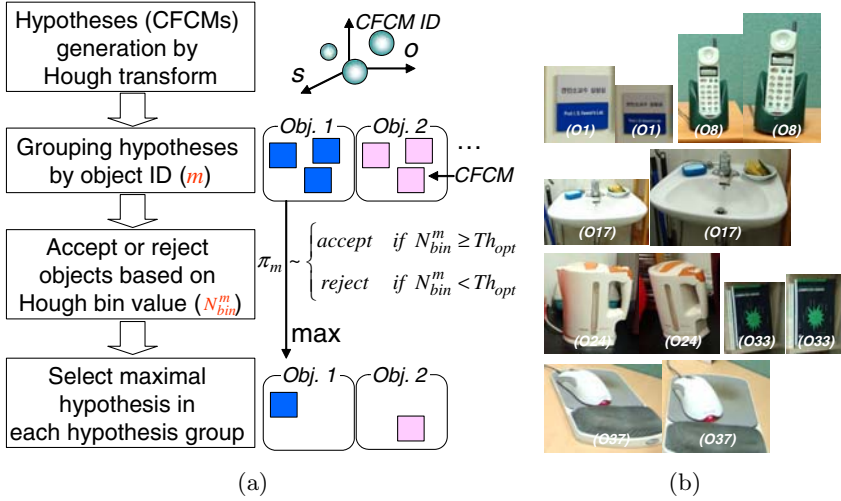 Hypotheses (CFCMs)
generation by
Hough transform
CFCM ID
o
s
Grouping hypotheses
by object ID (m)
Obj. 1
Obj. 2
...
CFCM
Accept or reject
objects based on
Hough bin value (N_bin^m)
π_m ~ { accept if N_bin^m ≥ Th_opt
reject if N_bin^m < Th_opt
max
Select maximal
hypothesis in
each hypothesis group
Obj. 1
Obj. 2
(a)
(O1)
(O1)
(O8)
(O8)
(O17)
(O17)
(O24)
(O24)
(O33)
(O33)
(O37)
(O37)
(b)